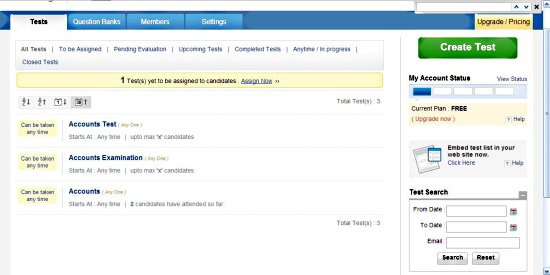 Tests Question Banks Members Settings Upgrade / Pricing
All Tests | To be Assigned | Pending Evaluation | Upcoming Tests | Completed Tests | Anytime / In progress |
Closed Tests
1 Test(s) yet to be assigned to candidates. Assign Now »
Total Test(s) : 3
Can be taken any time
Accounts Test ( Any One )
Starts At : Any time | upto max 'x' candidates
Can be taken any time
Accounts Examination ( Any One )
Starts At : Any time | upto max 'x' candidates
Can be taken any time
Accounts ( Any One )
Starts At : Any time | 2 candidates have attended so far.
Total Test(s) : 3
Create Test
My Account Status View Status
Current Plan : FREE
( Upgrade now ) ? Help
Embed test list in your
web site now.
Click Here ? Help
Test Search
From Date :
To Date :
Email :
Search Reset